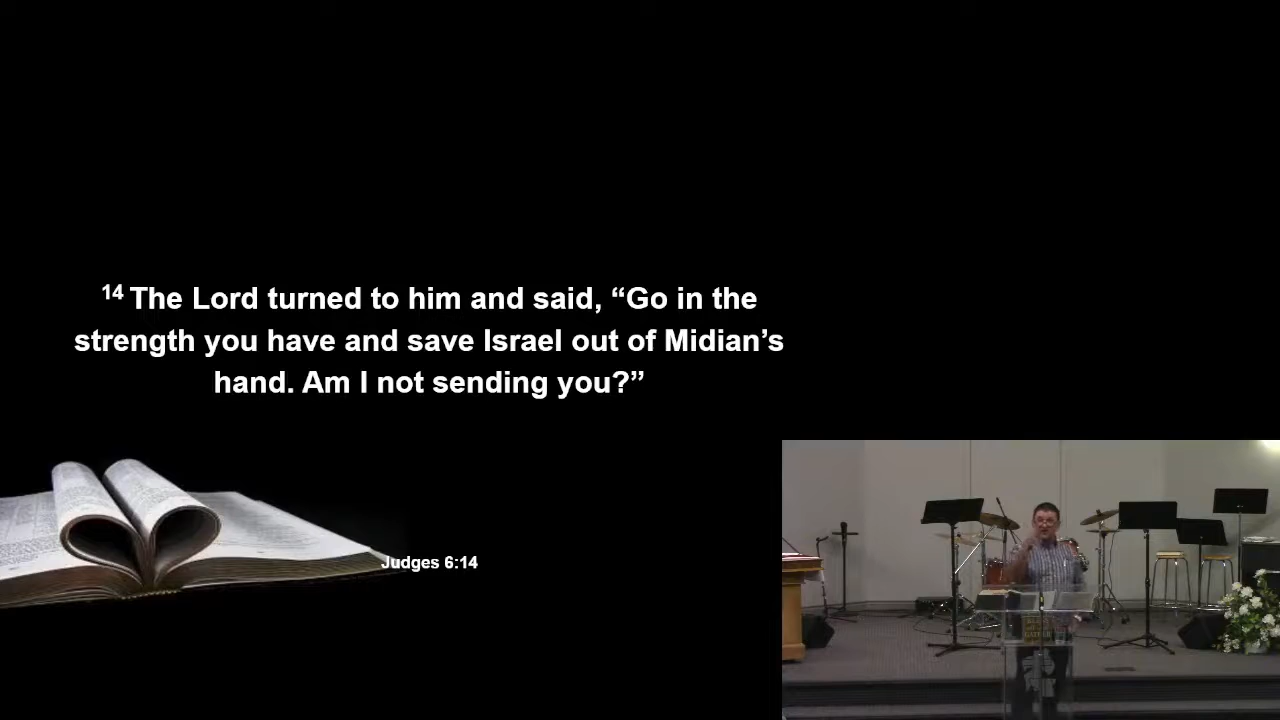 14 The Lord turned to him and said, “Go in the
strength you have and save Israel out of Midian’s
hand. Am I not sending you?”
Judges 6:14